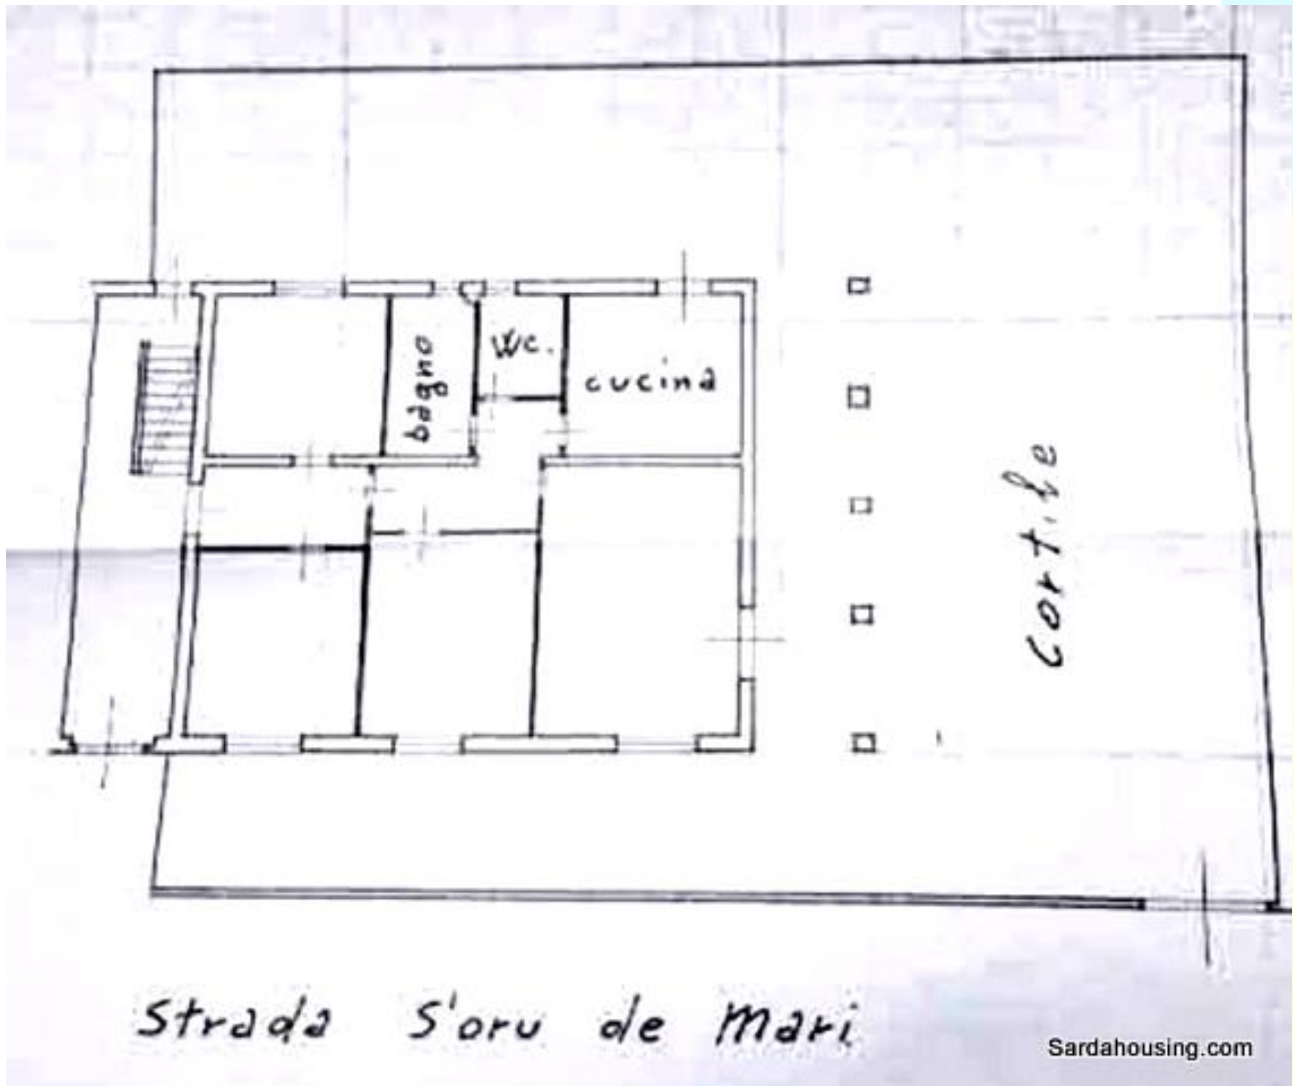 bagno
Wc.
cucina
cortile
Strada S'oru de Mari
Sardahousing.com